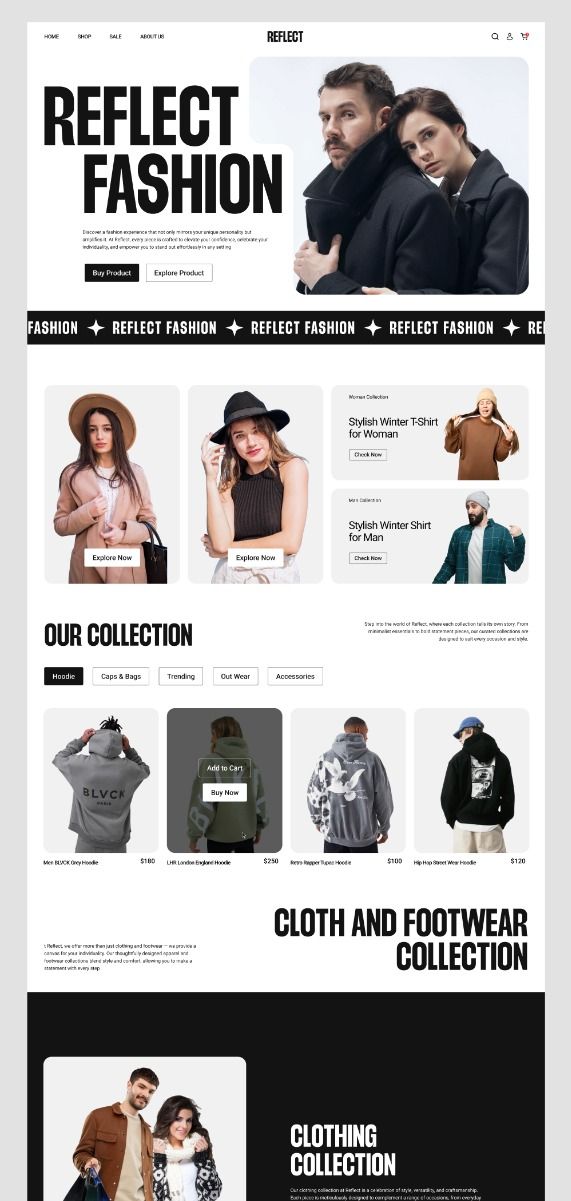 HOME SHOP SALE ABOUT US
REFLECT
REFLECT
FASHION
Discover a fashion experience that not only mirrors your unique personality but
amplifies it. At Reflect, every piece is crafted to elevate your confidence, celebrate your
individuality, and empower you to stand out effortlessly in any setting
Buy Product Explore Product
FASHION REFLECT FASHION REFLECT FASHION REFLECT FASHION REF
Woman Collection
Stylish Winter T-Shirt
for Woman
Check Now
Explore Now
Explore Now
Man Collection
Stylish Winter Shirt
for Man
Check Now
OUR COLLECTION
Step into the world of Reflect, where each collection tells its own story. From
minimalist essentials to bold statement pieces, our curated collections are
designed to suit every occasion and style.
Hoodie Caps & Bags Trending Out Wear Accessories
BLVCK
PARIS
Add to Cart
Buy Now
Men BLVCK Grey Hoodie $180
LHR London England Hoodie $250
Retro Rapper Tupac Hoodie $100
Hip Hop Street Wear Hoodie $120
CLOTH AND FOOTWEAR
COLLECTION
t Reflect, we offer more than just clothing and footwear — we provide a
canvas for your individuality. Our thoughtfully designed apparel and
footwear collections blend style and comfort, allowing you to make a
statement with every step
CLOTHING
COLLECTION
Our clothing collection at Reflect is a celebration of style, versatility, and craftsmanship.
Each piece is meticulously designed to complement a range of occasions, from everyday